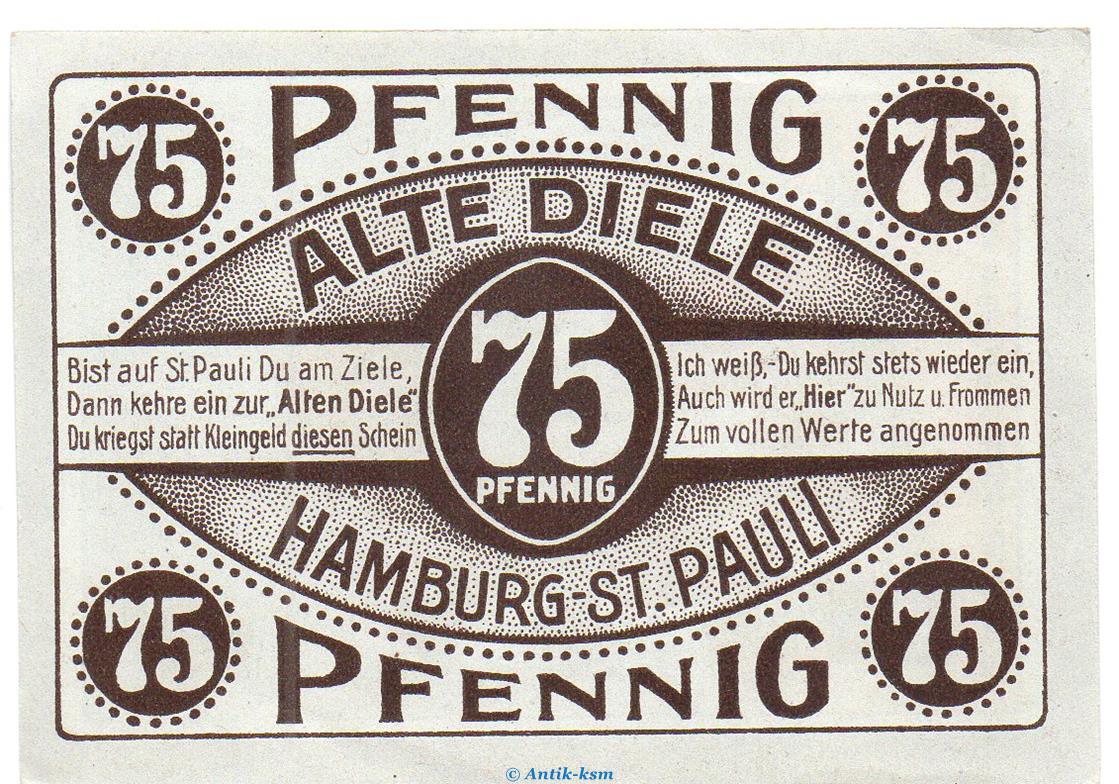 PFENNIG
75
75
ALTE DIELE
75
PFENNIG
Bist auf St. Pauli Du am Ziele,
Dann kehre ein zur „Alten Diele"
Du kriegst statt Kleingeld diesen Schein
Ich weiß,-Du kehrst stets wieder ein,
Auch wird er „Hier" zu Nutz u. Frommen
Zum vollen Werte angenommen
HAMBURG-ST. PAULI
75
75
PFENNIG
© Antik-ksm